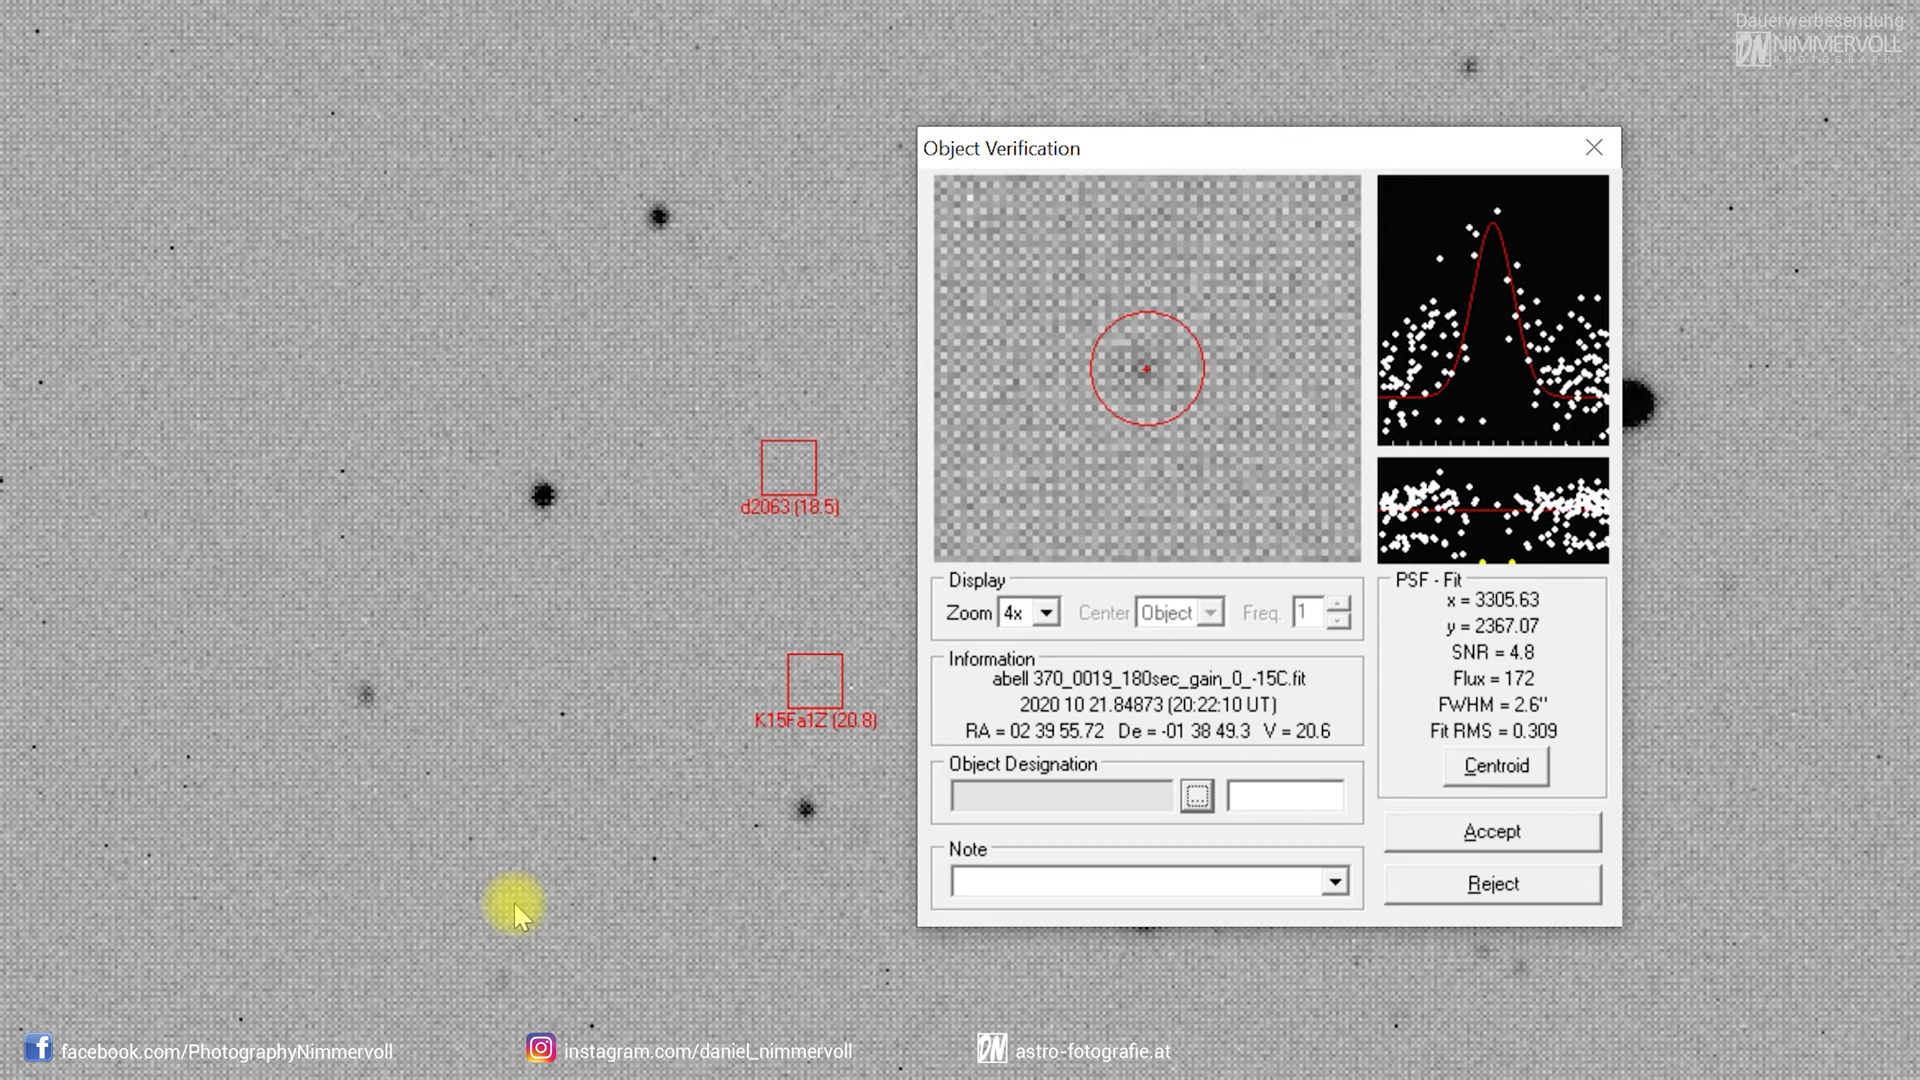 Dauerwerbesendung
DN NIMMERVOLL
PHOTOGRAPHY
Object Verification
d2063 (18.5)
K15Fa1Z (20.8)
Display
Zoom 4x Center Object Freq. 1
Information
abell 370_0019_180sec_gain_0_-15C.fit
2020 10 21.84873 (20:22:10 UT)
RA = 02 39 55.72 De = -01 38 49.3 V = 20.6
Object Designation
...
Note
PSF - Fit
x = 3305.63
y = 2367.07
SNR = 4.8
Flux = 172
FWHM = 2.6"
Fit RMS = 0.309
Centroid
Accept
Reject
facebook.com/PhotographyNimmervoll
instagram.com/daniel_nimmervoll
DN astro-fotografie.at